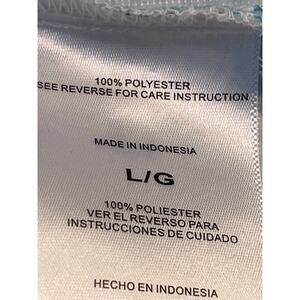 100% POLYESTER
SEE REVERSE FOR CARE INSTRUCTION
MADE IN INDONESIA
L/G
100% POLIESTER
VER EL REVERSO PARA
INSTRUCCIONES DE CUIDADO
HECHO EN INDONESIA